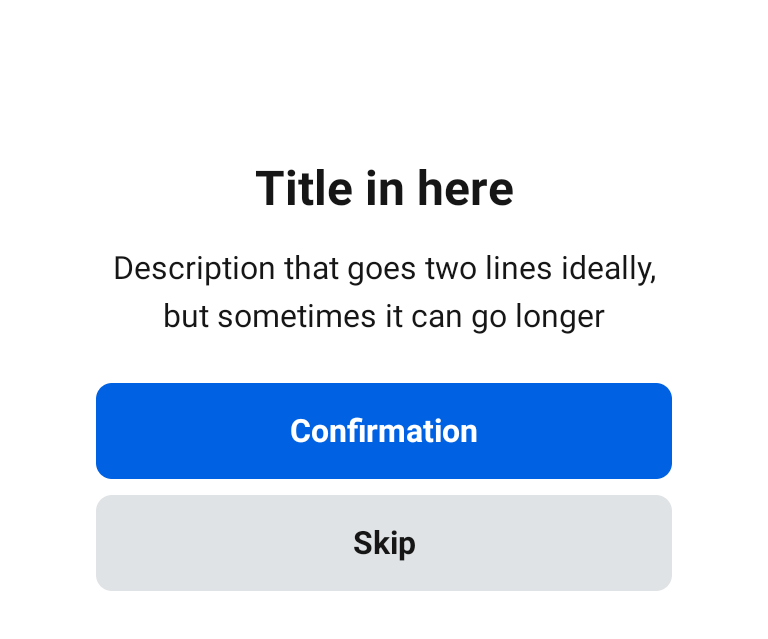 Title in here
Description that goes two lines ideally,
but sometimes it can go longer
Confirmation
Skip